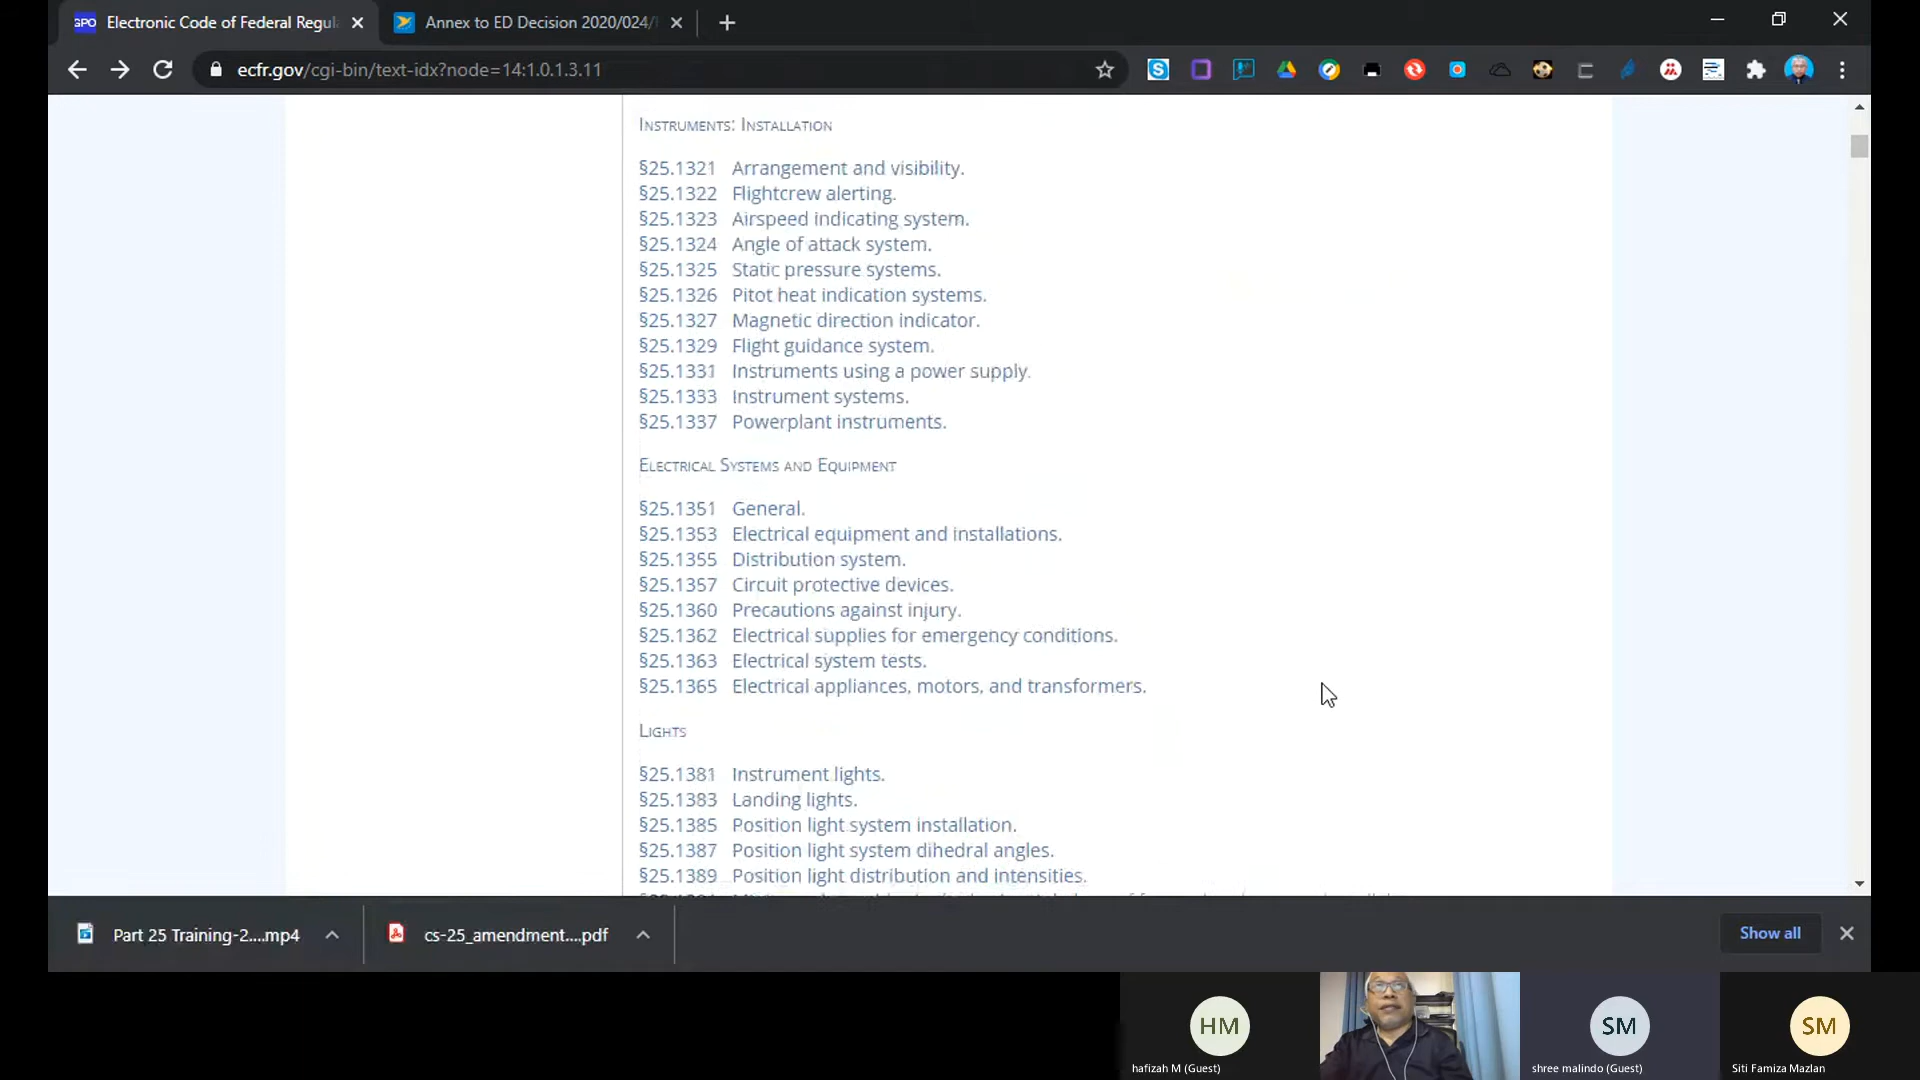 GPO Electronic Code of Federal Regul
Annex to ED Decision 2020/024/
ecfr.gov/cgi-bin/text-idx?node=14:1.0.1.3.11
Instruments: Installation
§25.1321 Arrangement and visibility.
§25.1322 Flightcrew alerting.
§25.1323 Airspeed indicating system.
§25.1324 Angle of attack system.
§25.1325 Static pressure systems.
§25.1326 Pitot heat indication systems.
§25.1327 Magnetic direction indicator.
§25.1329 Flight guidance system.
§25.1331 Instruments using a power supply.
§25.1333 Instrument systems.
§25.1337 Powerplant instruments.
Electrical Systems and Equipment
§25.1351 General.
§25.1353 Electrical equipment and installations.
§25.1355 Distribution system.
§25.1357 Circuit protective devices.
§25.1360 Precautions against injury.
§25.1362 Electrical supplies for emergency conditions.
§25.1363 Electrical system tests.
§25.1365 Electrical appliances, motors, and transformers.
Lights
§25.1381 Instrument lights.
§25.1383 Landing lights.
§25.1385 Position light system installation.
§25.1387 Position light system dihedral angles.
§25.1389 Position light distribution and intensities.
Part 25 Training-2....mp4
cs-25_amendment....pdf
Show all
HM
SM
SM
hafizah M (Guest)
shree malindo (Guest)
Siti Famiza Mazlan